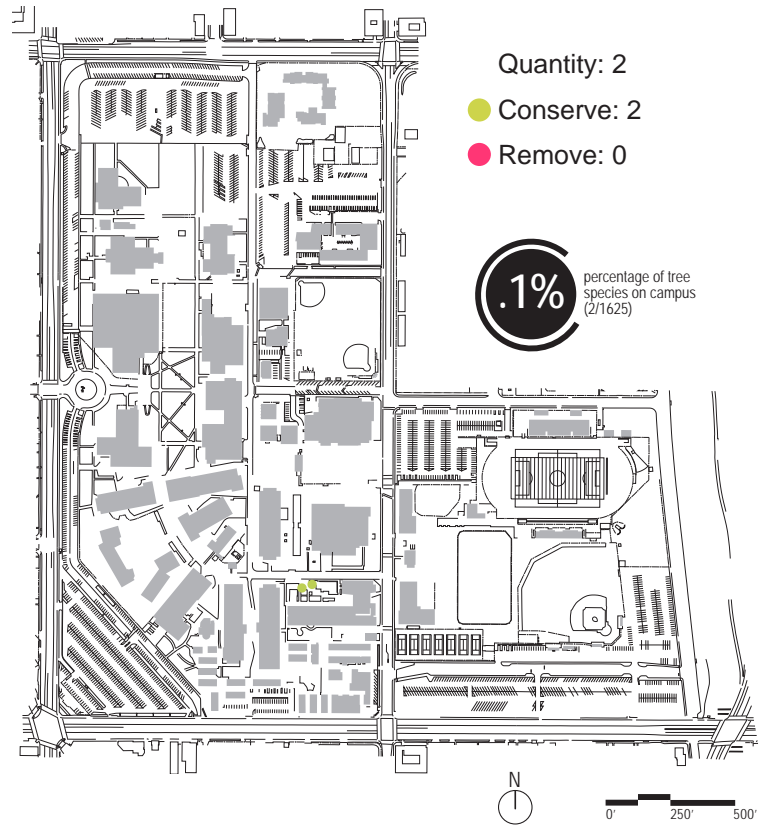 Quantity: 2
Conserve: 2
Remove: 0
.1%
percentage of tree
species on campus
(2/1625)
N
0'
250'
500'